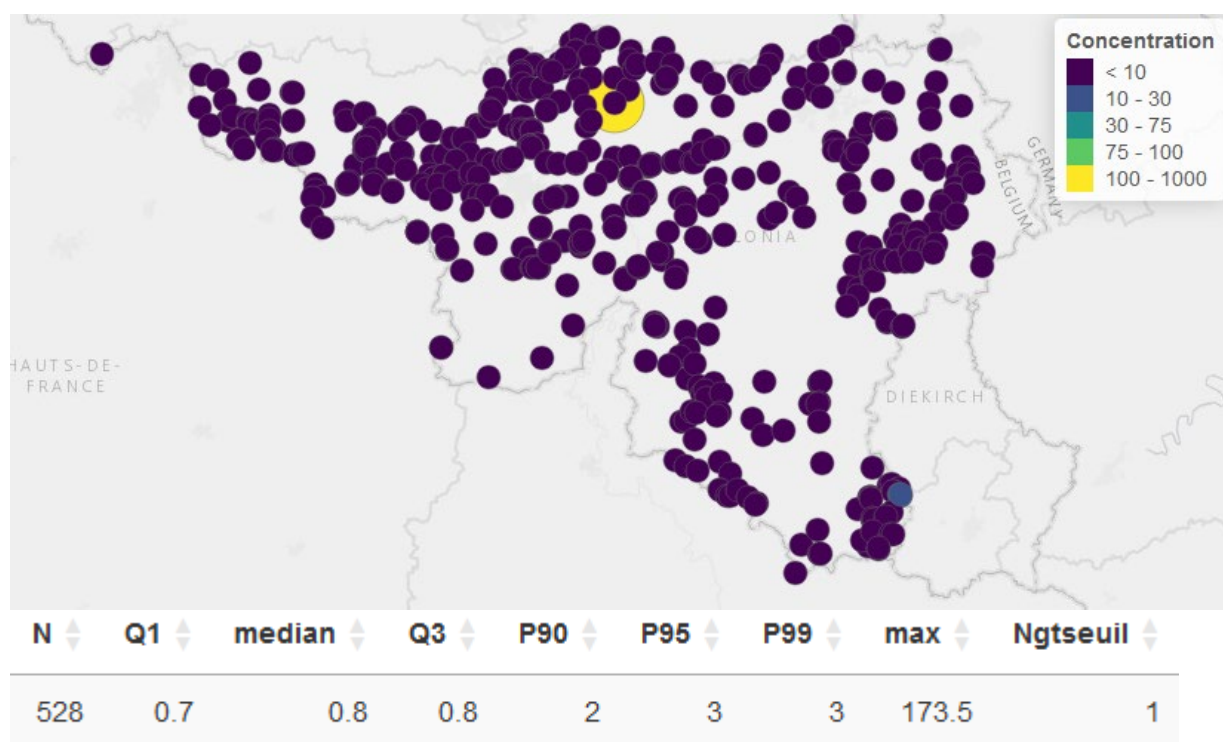 Concentration
< 10
10 - 30
30 - 75
75 - 100
100 - 1000
GERMANY
BELGIUM
LONIA
HAUTS-DE-
FRANCE
DIEKIRCH
N Q1 median Q3 P90 P95 P99 max Ngtseuil
528 0.7 0.8 0.8 2 3 3 173.5 1